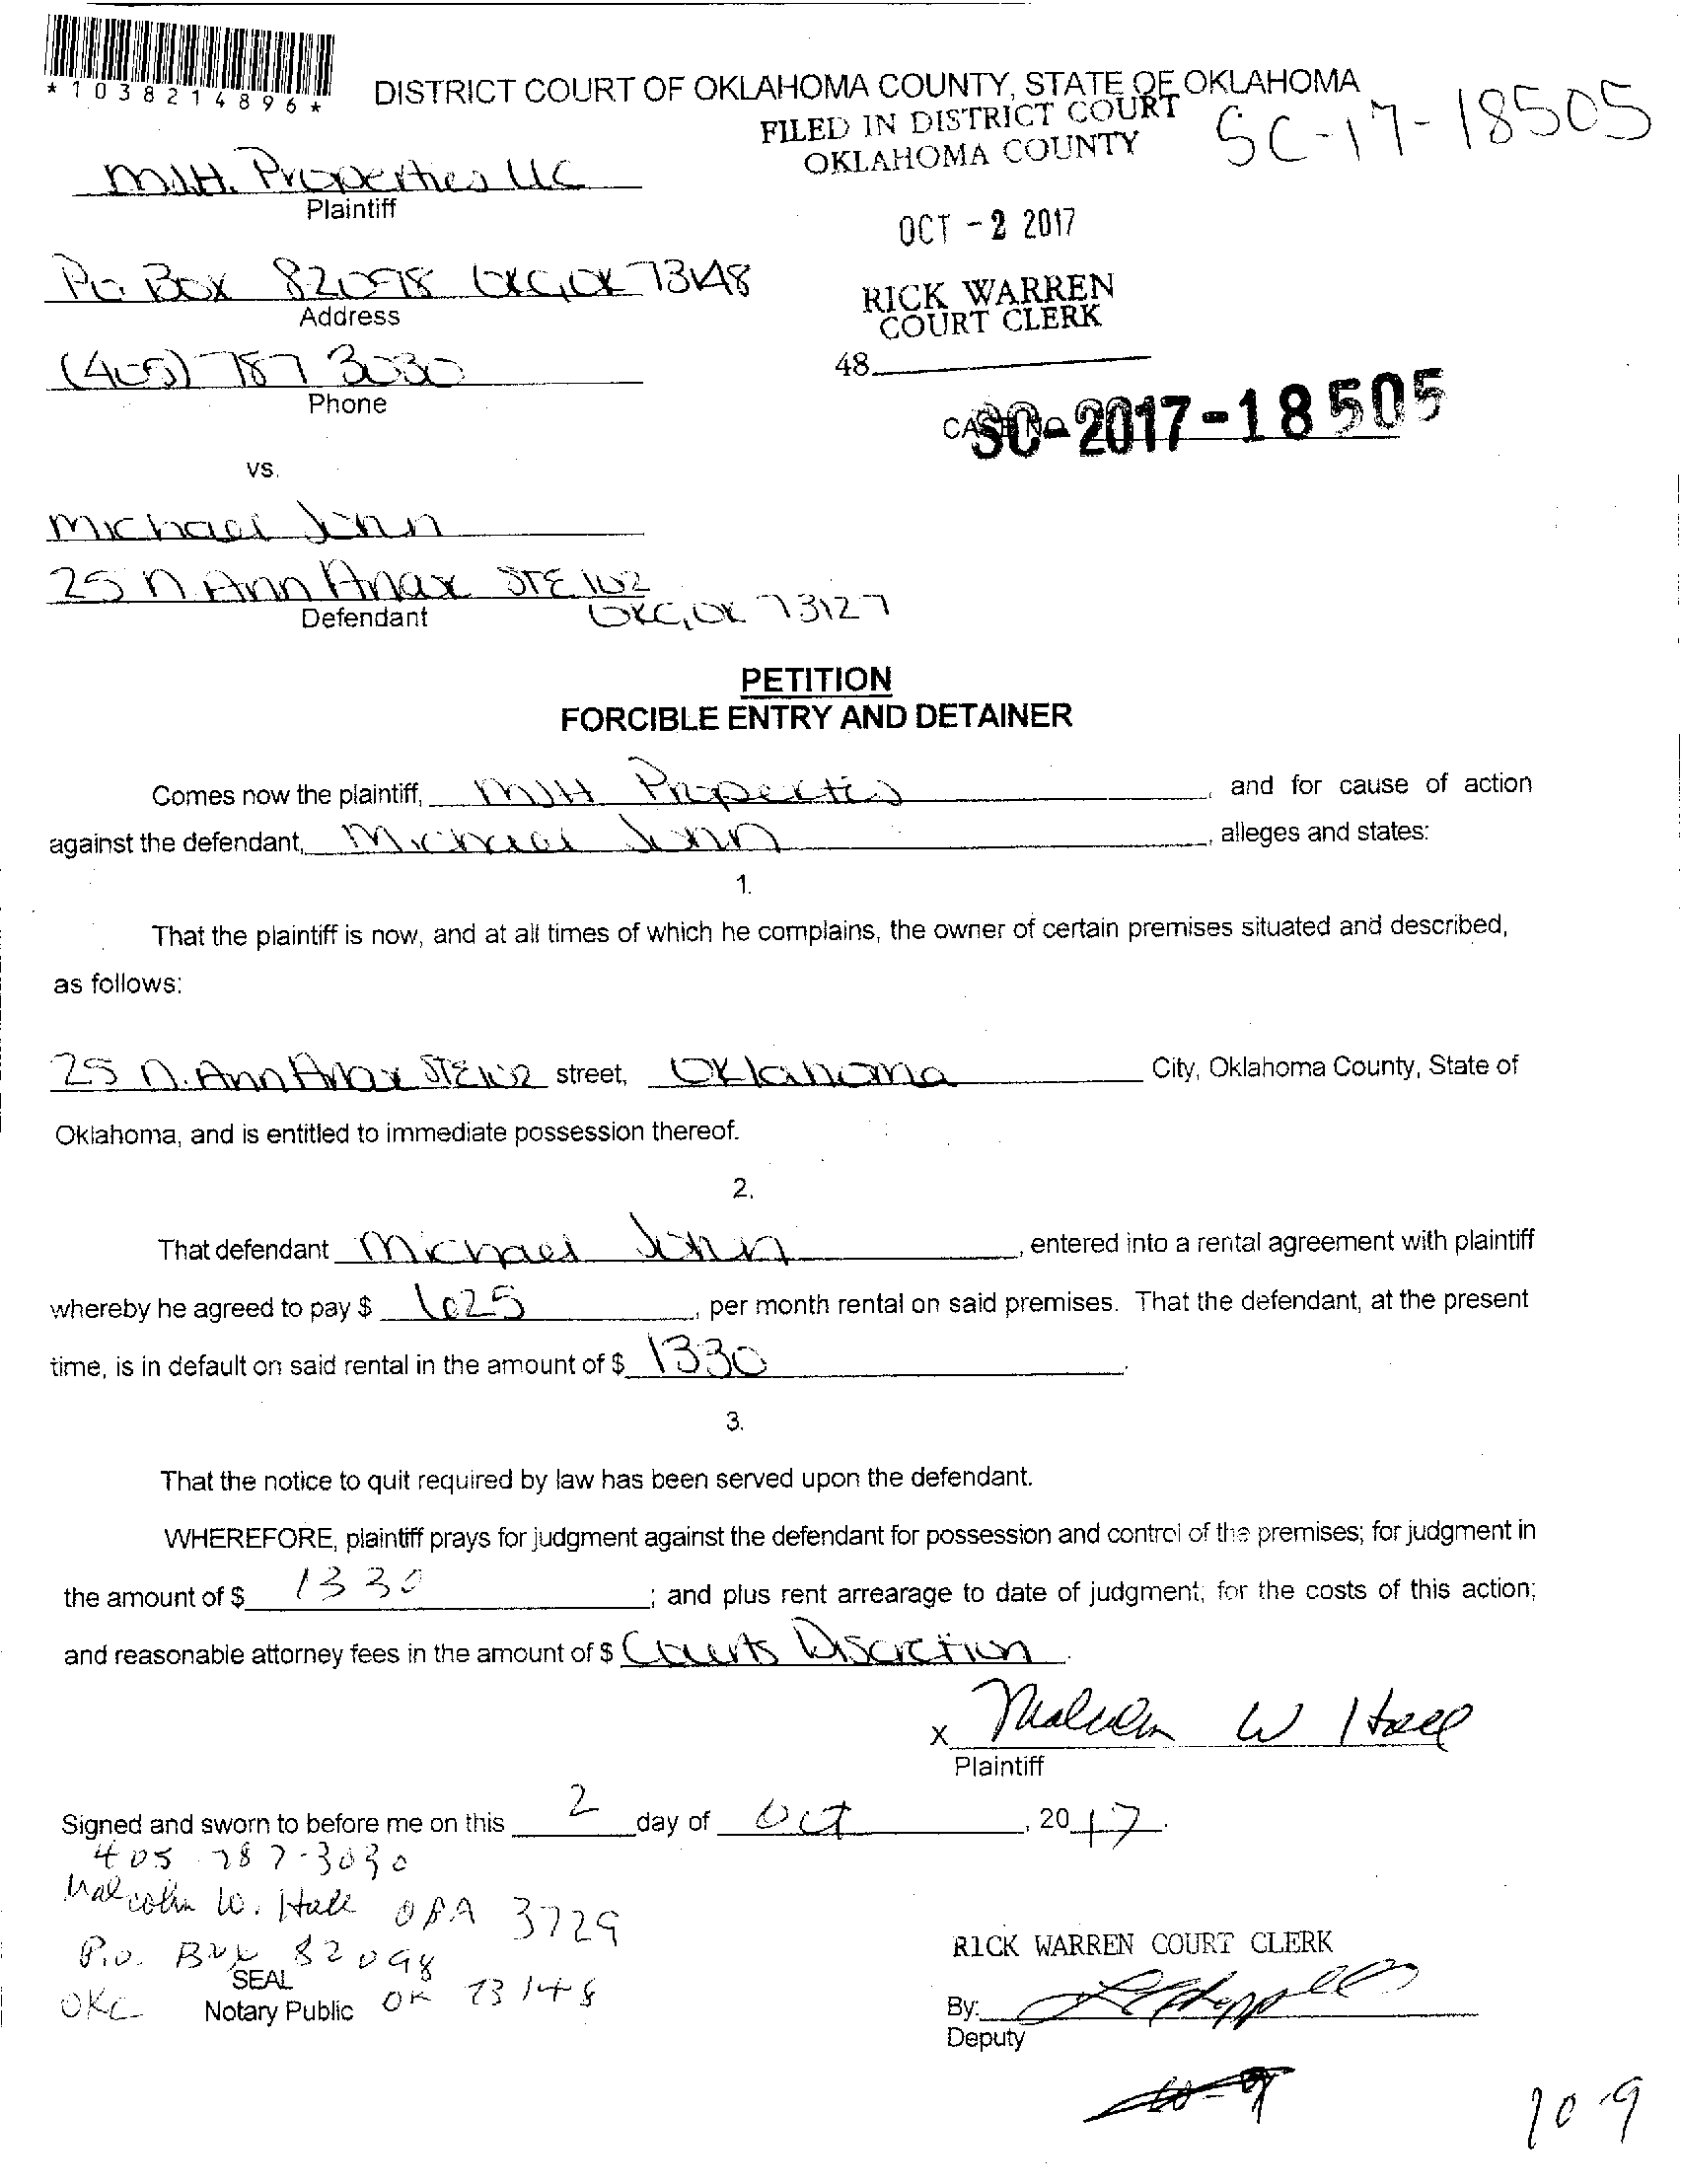 *1038214896*
DISTRICT COURT OF OKLAHOMA COUNTY, STATE OF OKLAHOMA
FILED IN DISTRICT COURT
OKLAHOMA COUNTY
SC-17-18505
M.H. Properties LLC
Plaintiff
OCT -2 2017
PO Box 82098 OKC, OK 73148
Address
RICK WARREN
COURT CLERK
(405) 787 3030
Phone
48
CASE NO.
SC-2017-18505
vs.
Michael
25 N. Ann Arbor STE 102
Defendant
OKC, OK 73127
PETITION
FORCIBLE ENTRY AND DETAINER
Comes now the plaintiff, Properties, and for cause of action
against the defendant, Michael, alleges and states:
1.
That the plaintiff is now, and at all times of which he complains, the owner of certain premises situated and described,
as follows:
25 N. Ann Arbor STE 102 street, Oklahoma City, Oklahoma County, State of
Oklahoma, and is entitled to immediate possession thereof.
2.
That defendant Michael, entered into a rental agreement with plaintiff
whereby he agreed to pay $ 625, per month rental on said premises. That the defendant, at the present
time, is in default on said rental in the amount of $ 1330.
3.
That the notice to quit required by law has been served upon the defendant.
WHEREFORE, plaintiff prays for judgment against the defendant for possession and control of the premises; for judgment in
the amount of $ 1330; and plus rent arrearage to date of judgment; for the costs of this action;
and reasonable attorney fees in the amount of $ Courts Discretion.
x Malcolm W Hall
Plaintiff
Signed and sworn to before me on this 2 day of Oct, 2017.
405 787-3030
Malcolm W. Hall OBA 3729
P.O. Box 82098
SEAL
OKC OK 73148
Notary Public
RICK WARREN COURT CLERK
By:
Deputy
10-9